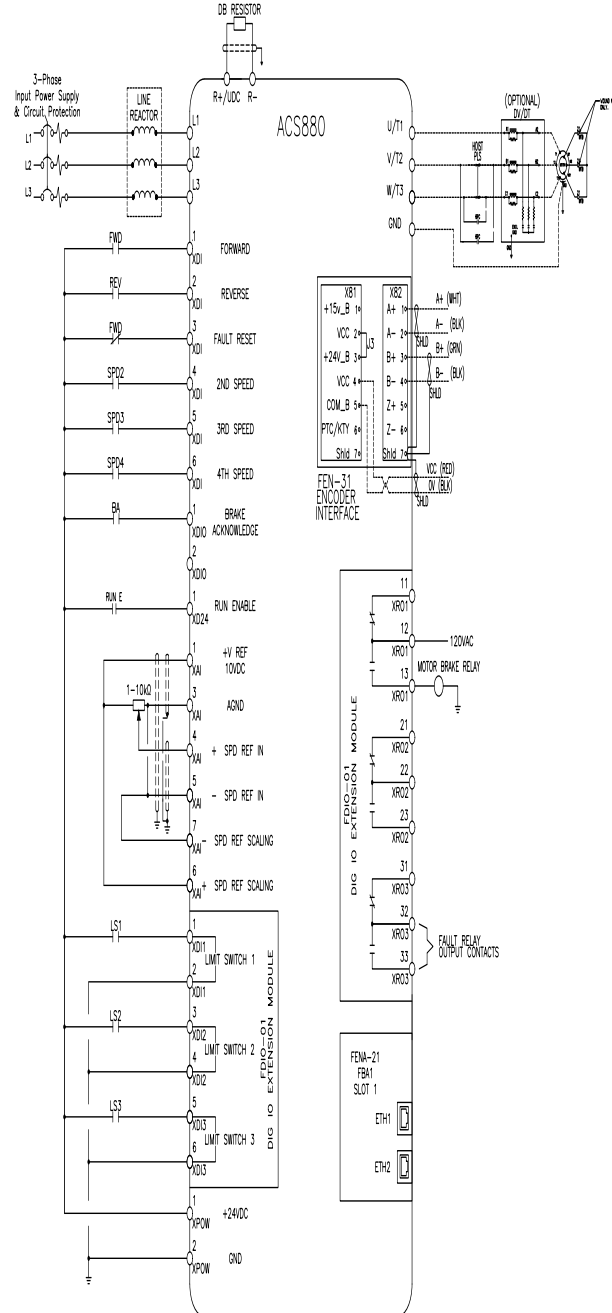 DB RESISTOR
R+/UDC R-
3-Phase
Input Power Supply
& Circuit Protection
LINE
REACTOR
L1
L2
L3
L1
L2
L3
ACS880
U/T1
V/T2
W/T3
GND
(OPTIONAL)
DV/DT
HOST
PLS
FWD
1
XDI
FORWARD
REV
2
XDI
REVERSE
FWD
3
XDI
FAULT RESET
SPD2
4
XDI
2ND SPEED
SPD3
5
XDI
3RD SPEED
SPD4
6
XDI
4TH SPEED
BA
1
XDIO
BRAKE
ACKNOWLEDGE
2
XDIO
RUN E
1
XD24
RUN ENABLE
1
XAI
+V REF
10VDC
1-10kΩ
3
XAI
AGND
4
XAI
+ SPD REF IN
5
XAI
- SPD REF IN
7
XAI
- SPD REF SCALING
6
XAI
+ SPD REF SCALING
LS1
1
XDI1
LIMIT SWITCH 1
2
XDI1
LS2
3
XDI2
LIMIT SWITCH 2
4
XDI2
LS3
5
XDI3
LIMIT SWITCH 3
6
XDI3
FDIO-01
DIG IO EXTENSION MODULE
1
XPOW
+24VDC
2
XPOW
GND
X81
+15v_B 1
VCC 2
+24V_B 3
VCC 4
COM_B 5
PTC/KTY 6
Shld 7
J3
X82
A+ 1
A- 2
B+ 3
B- 4
Z+ 5
Z- 6
Shld 7
A+ (WHT)
A- (BLK)
SHLD
B+ (GRN)
B- (BLK)
SHLD
VCC (RED)
0V (BLK)
SHLD
FEN-31
ENCODER
INTERFACE
11
XRO1
12
XRO1
120VAC
13
XRO1
MOTOR BRAKE RELAY
21
XRO2
22
XRO2
23
XRO2
31
XRO3
32
XRO3
33
XRO3
FAULT RELAY
OUTPUT CONTACTS
FDIO-01
DIG IO EXTENSION MODULE
FENA-21
FBA1
SLOT 1
ETH1
ETH2